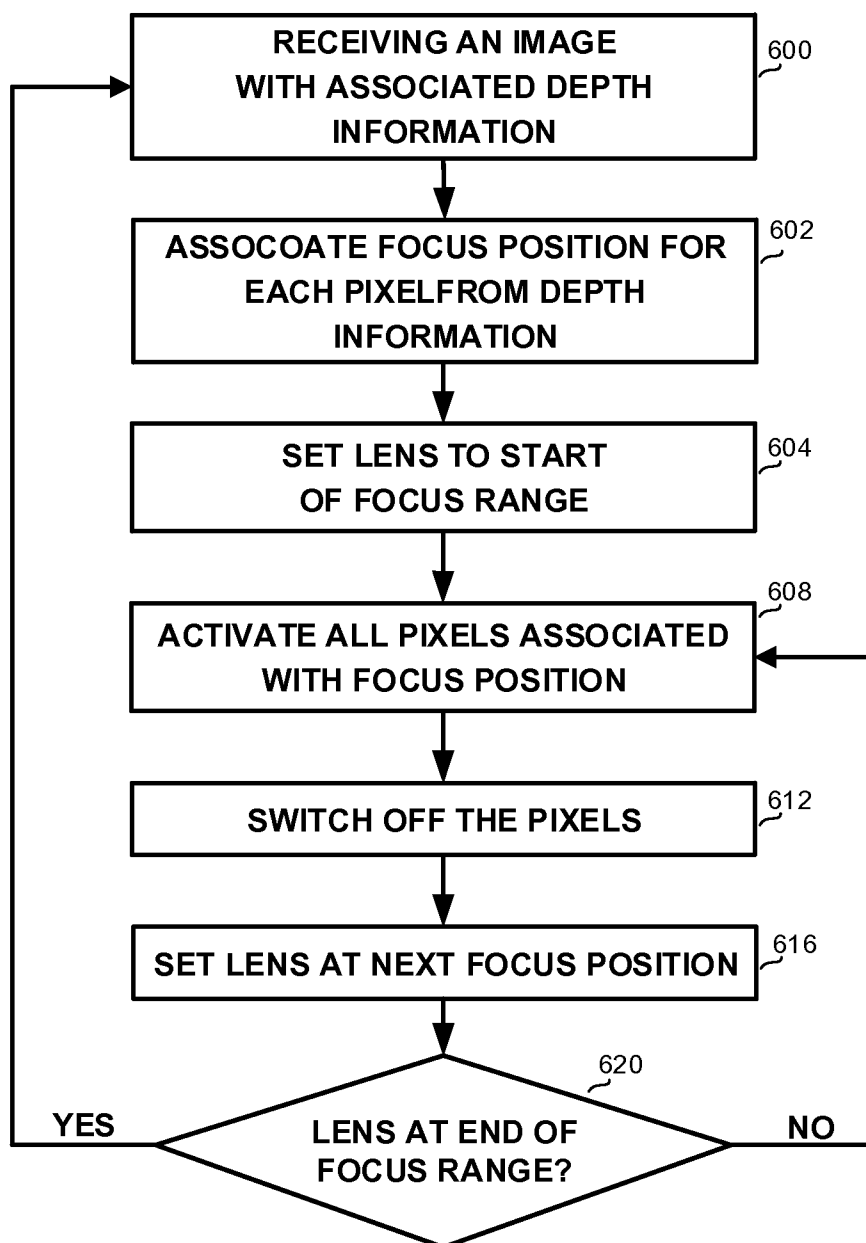 RECEIVING AN IMAGE
WITH ASSOCIATED DEPTH
INFORMATION
600
ASSOCOATE FOCUS POSITION FOR
EACH PIXELFROM DEPTH
INFORMATION
602
SET LENS TO START
OF FOCUS RANGE
604
ACTIVATE ALL PIXELS ASSOCIATED
WITH FOCUS POSITION
608
SWITCH OFF THE PIXELS
612
SET LENS AT NEXT FOCUS POSITION
616
620
LENS AT END OF
FOCUS RANGE?
YES
NO